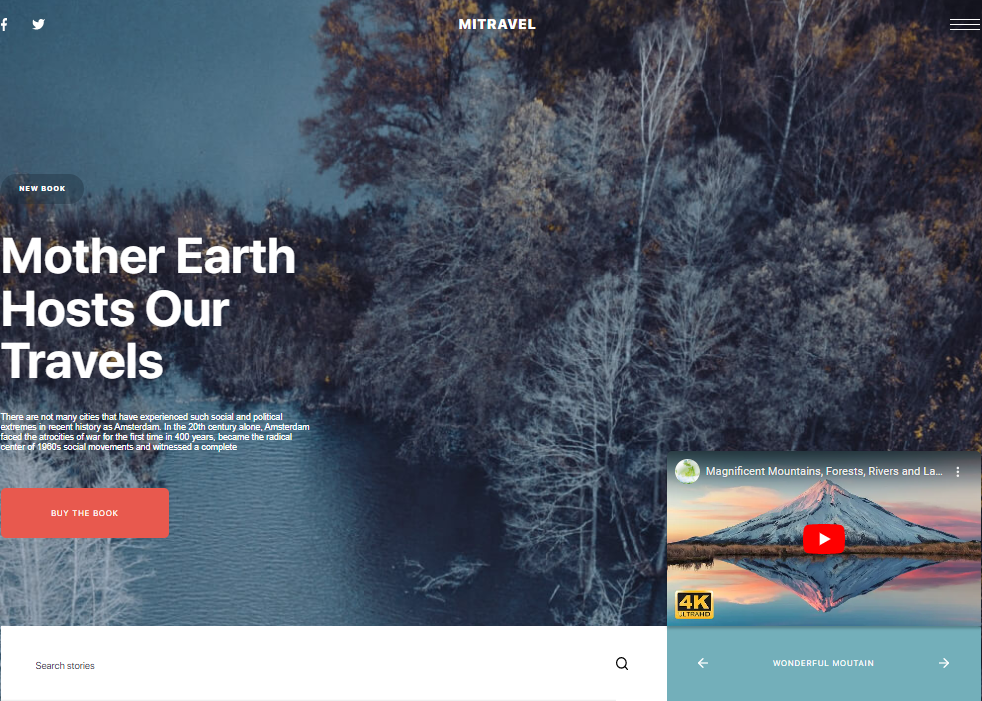 MITRAVEL
NEW BOOK
Mother Earth
Hosts Our
Travels
There are not many cities that have experienced such social and political
extremes in recent history as Amsterdam. In the 20th century alone, Amsterdam
faced the atrocities of war for the first time in 400 years, became the radical
center of 1960s social movements and witnessed a complete
BUY THE BOOK
Magnificent Mountains, Forests, Rivers and La...
4K
ULTRAHD
Search stories
WONDERFUL MOUTAIN